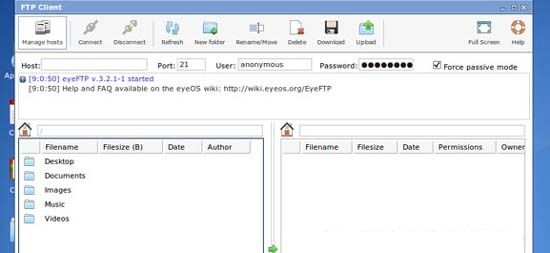 FTP Client
Manage hosts Connect Disconnect Refresh New folder Rename/Move Delete Download Upload Full Screen Help
Host: Port: 21 User: anonymous Password: ●●●●●●●● Force passive mode
[9:0:50] eyeFTP v.3.2.1-1 started
[9:0:50] Help and FAQ available on the eyeOS wiki: http://wiki.eyeos.org/EyeFTP
/
Filename Filesize (B) Date Author Filename Filesize Date Permissions Owner
Desktop
Documents
Images
Music
Videos